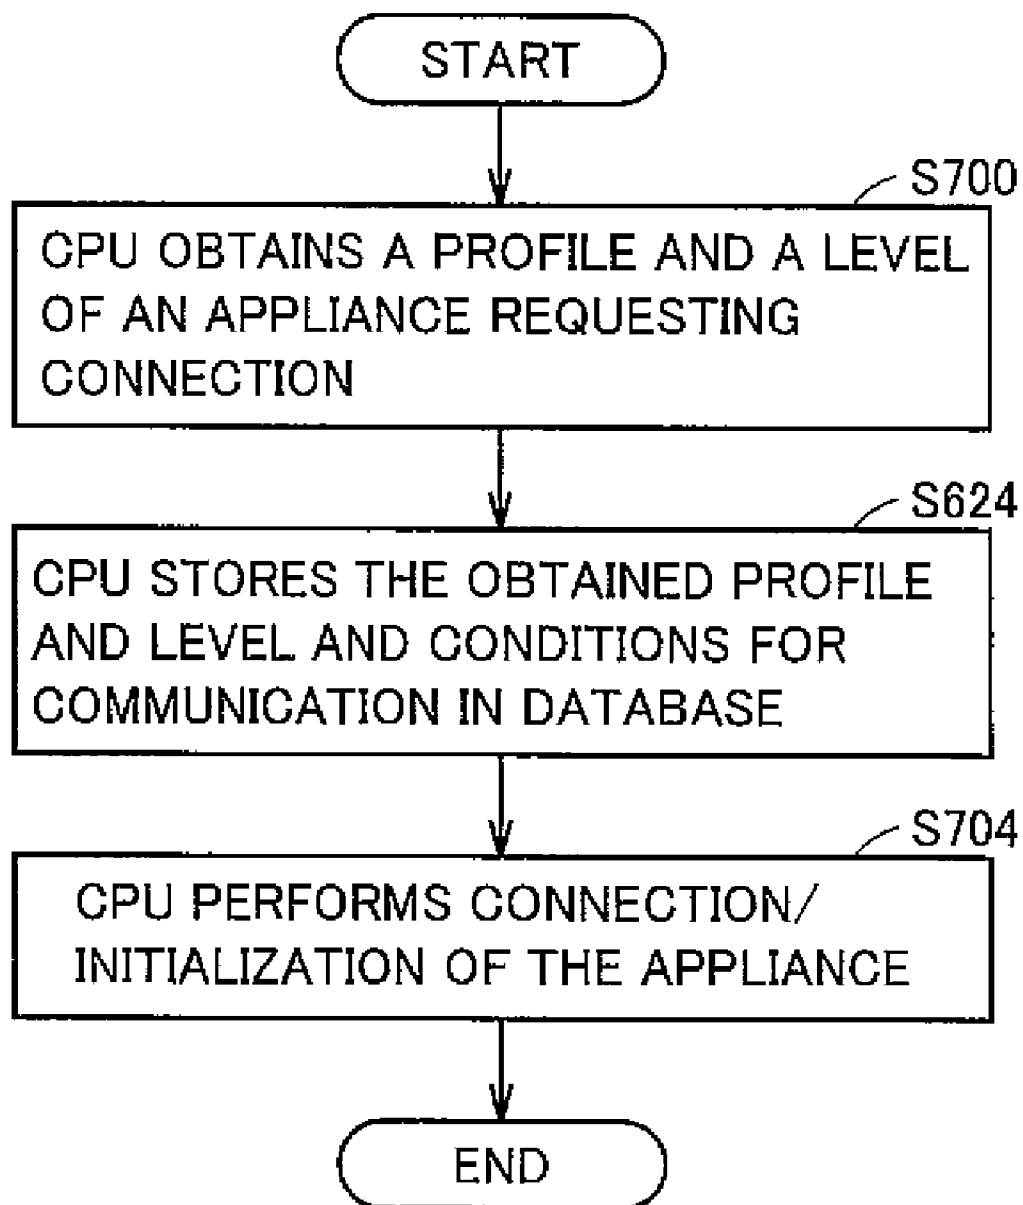 START
S700
CPU OBTAINS A PROFILE AND A LEVEL
OF AN APPLIANCE REQUESTING
CONNECTION
S624
CPU STORES THE OBTAINED PROFILE
AND LEVEL AND CONDITIONS FOR
COMMUNICATION IN DATABASE
S704
CPU PERFORMS CONNECTION/
INITIALIZATION OF THE APPLIANCE
END